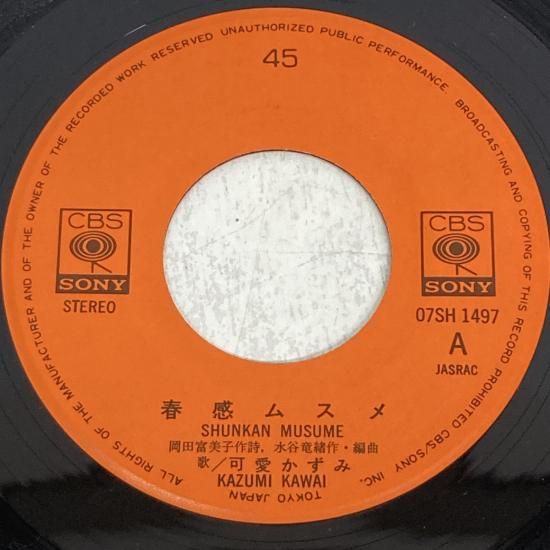 ALL RIGHTS OF THE MANUFACTURER AND OF THE OWNER OF THE RECORDED WORK RESERVED UNAUTHORIZED PUBLIC PERFORMANCE BROADCASTING AND COPYING OF THIS RECORD PROHIBITED CBS/SONY INC.
TOKYO JAPAN
45
CBS
SONY
STEREO
CBS
SONY
07SH 1497
A
JASRAC
春感ムスメ
SHUNKAN MUSUME
岡田富美子作詩，水谷竜緒作・編曲
歌／可愛かずみ
KAZUMI KAWAI